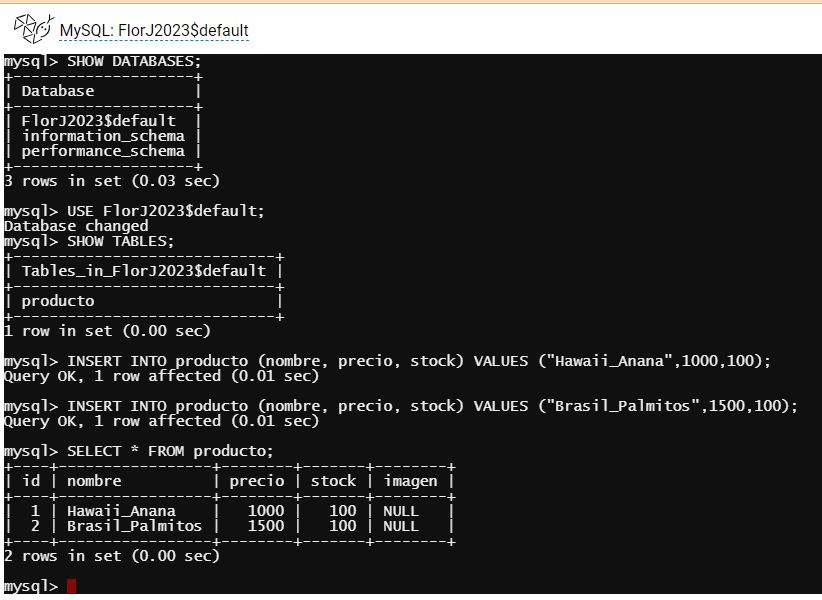 MySQL: FlorJ2023$default
mysql> SHOW DATABASES;
+--------------------+
| Database           |
+--------------------+
| FlorJ2023$default  |
| information_schema |
| performance_schema |
+--------------------+
3 rows in set (0.03 sec)
mysql> USE FlorJ2023$default;
Database changed
mysql> SHOW TABLES;
+-----------------------------+
| Tables_in_FlorJ2023$default |
+-----------------------------+
| producto                    |
+-----------------------------+
1 row in set (0.00 sec)
mysql> INSERT INTO producto (nombre, precio, stock) VALUES ("Hawaii_Anana",1000,100);
Query OK, 1 row affected (0.01 sec)
mysql> INSERT INTO producto (nombre, precio, stock) VALUES ("Brasil_Palmitos",1500,100);
Query OK, 1 row affected (0.01 sec)
mysql> SELECT * FROM producto;
+----+-----------------+--------+-------+--------+
| id | nombre          | precio | stock | imagen |
+----+-----------------+--------+-------+--------+
|  1 | Hawaii_Anana    |   1000 |   100 | NULL   |
|  2 | Brasil_Palmitos |   1500 |   100 | NULL   |
+----+-----------------+--------+-------+--------+
2 rows in set (0.00 sec)
mysql>